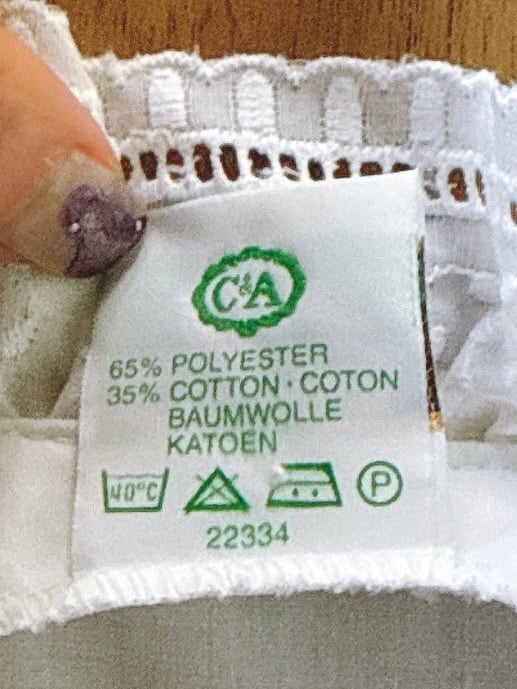 C&A
65% POLYESTER
35% COTTON · COTON
BAUMWOLLE
KATOEN
40°C P
22334